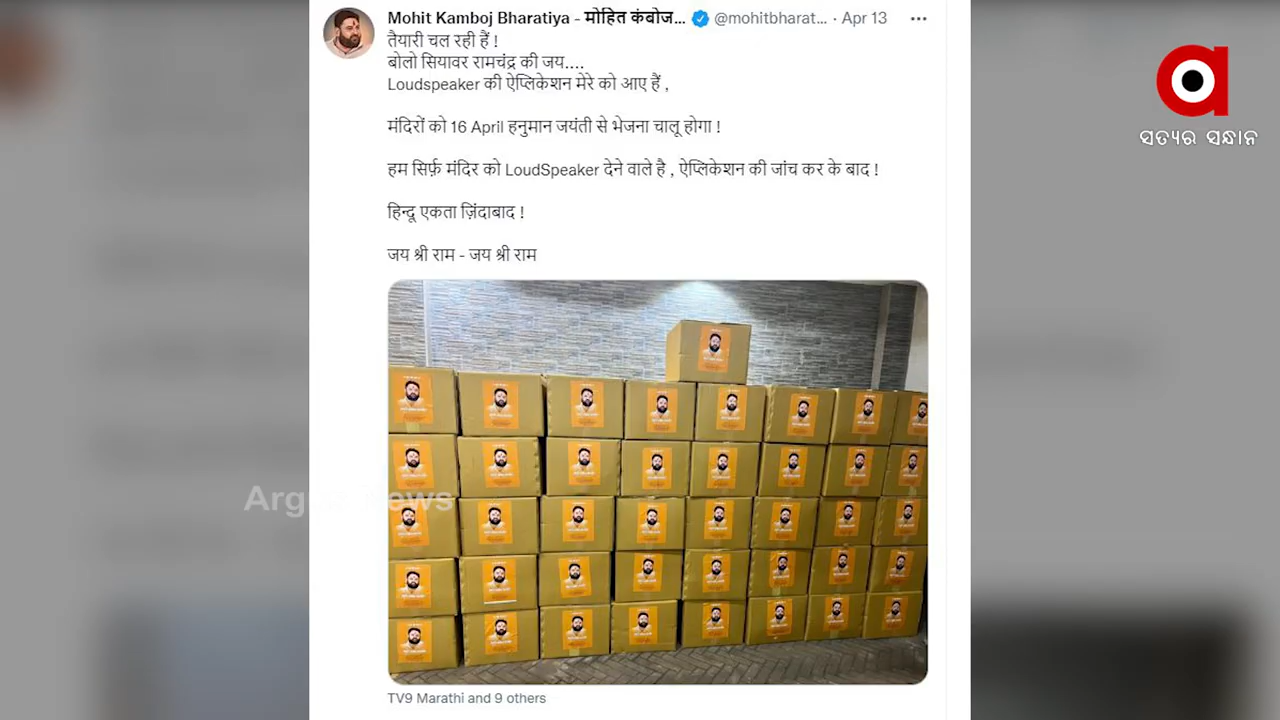 Mohit Kamboj Bharatiya - मोहित कंबोज... @mohitbharat... · Apr 13
तैयारी चल रही हैं !
बोलो सियावर रामचंद्र की जय....
Loudspeaker की ऐप्लिकेशन मेरे को आए हैं ,
मंदिरों को 16 April हनुमान जयंती से भेजना चालू होगा !
हम सिर्फ़ मंदिर को LoudSpeaker देने वाले है , ऐप्लिकेशन की जांच कर के बाद !
हिन्दू एकता ज़िंदाबाद !
जय श्री राम - जय श्री राम
TV9 Marathi and 9 others
a
ସତ୍ୟର ସନ୍ଧାନ
News